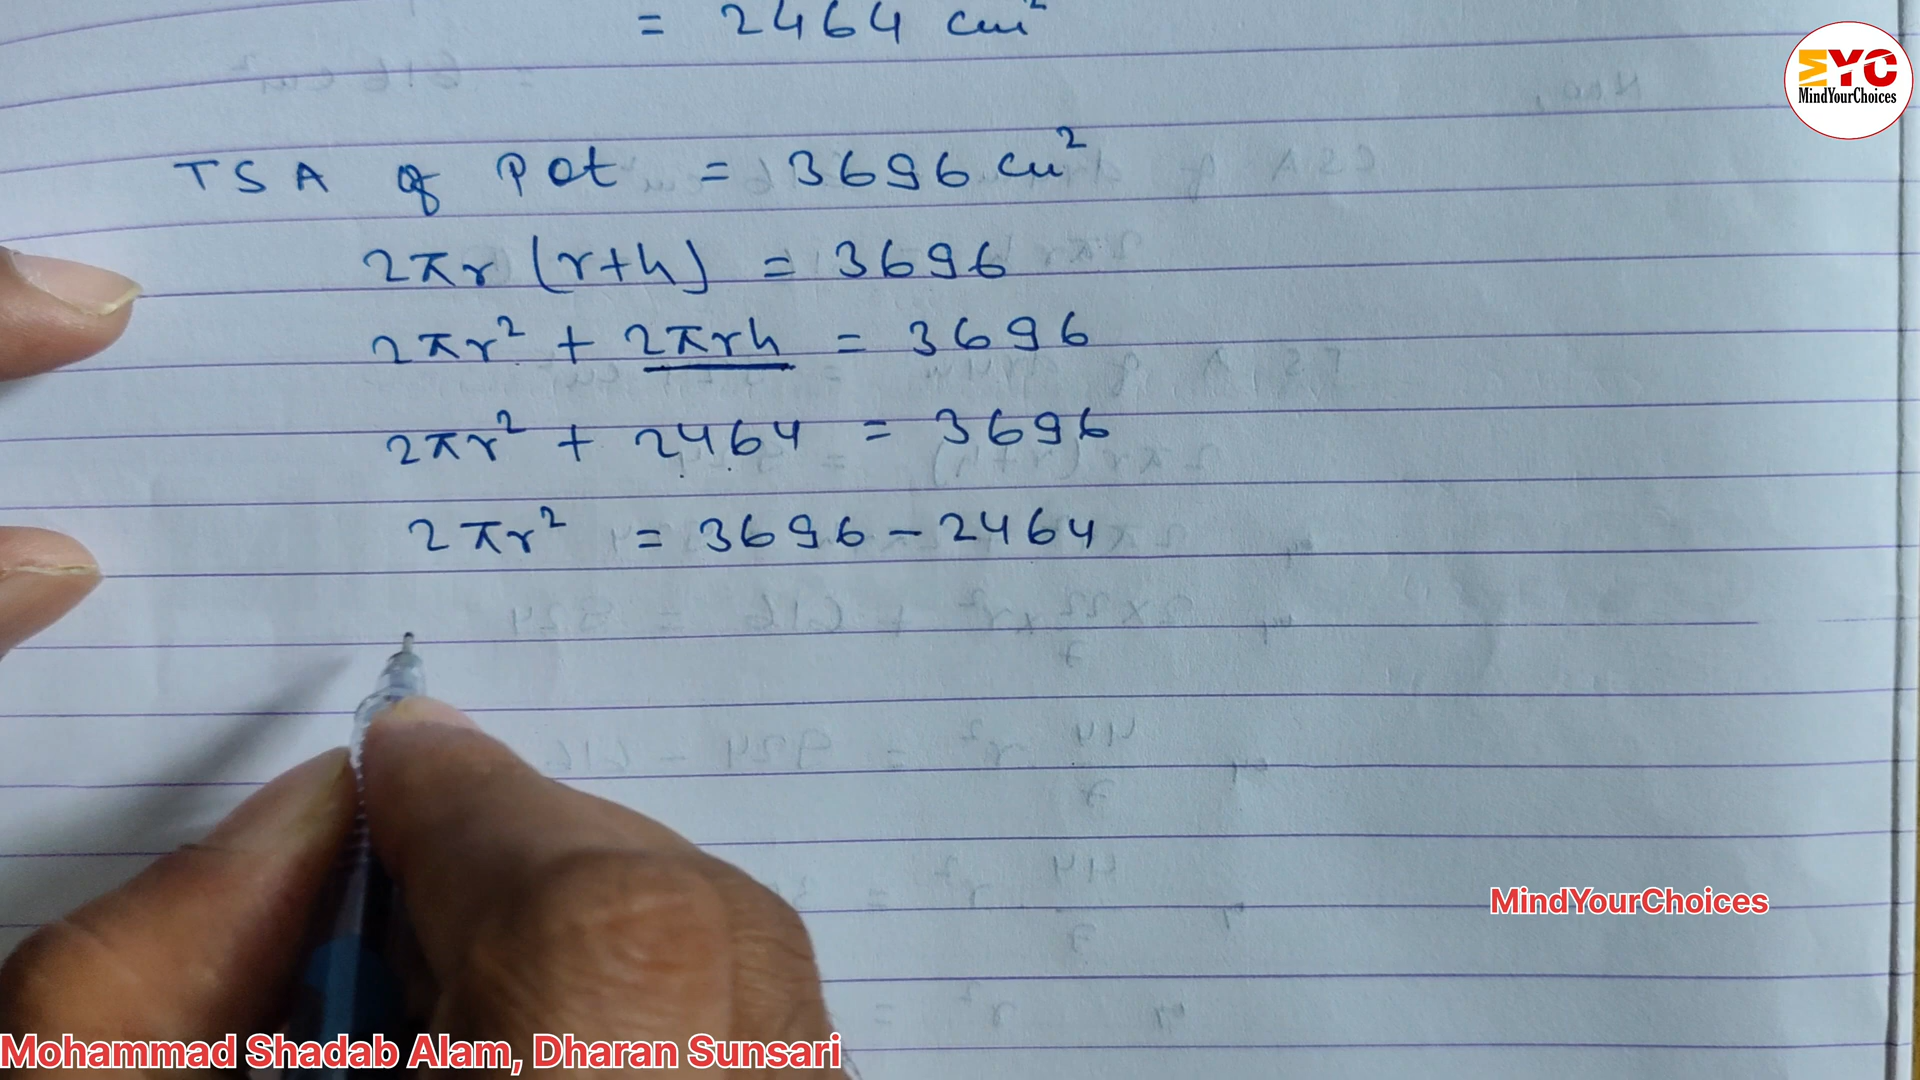 = 2464 cm²
MYC
MindYourChoices
TSA of Pot = 3696 cm²
2πr (r+h) = 3696
2πr² + 2πrh = 3696
2πr² + 2464 = 3696
2πr² = 3696 - 2464
MindYourChoices
Mohammad Shadab Alam, Dharan Sunsari